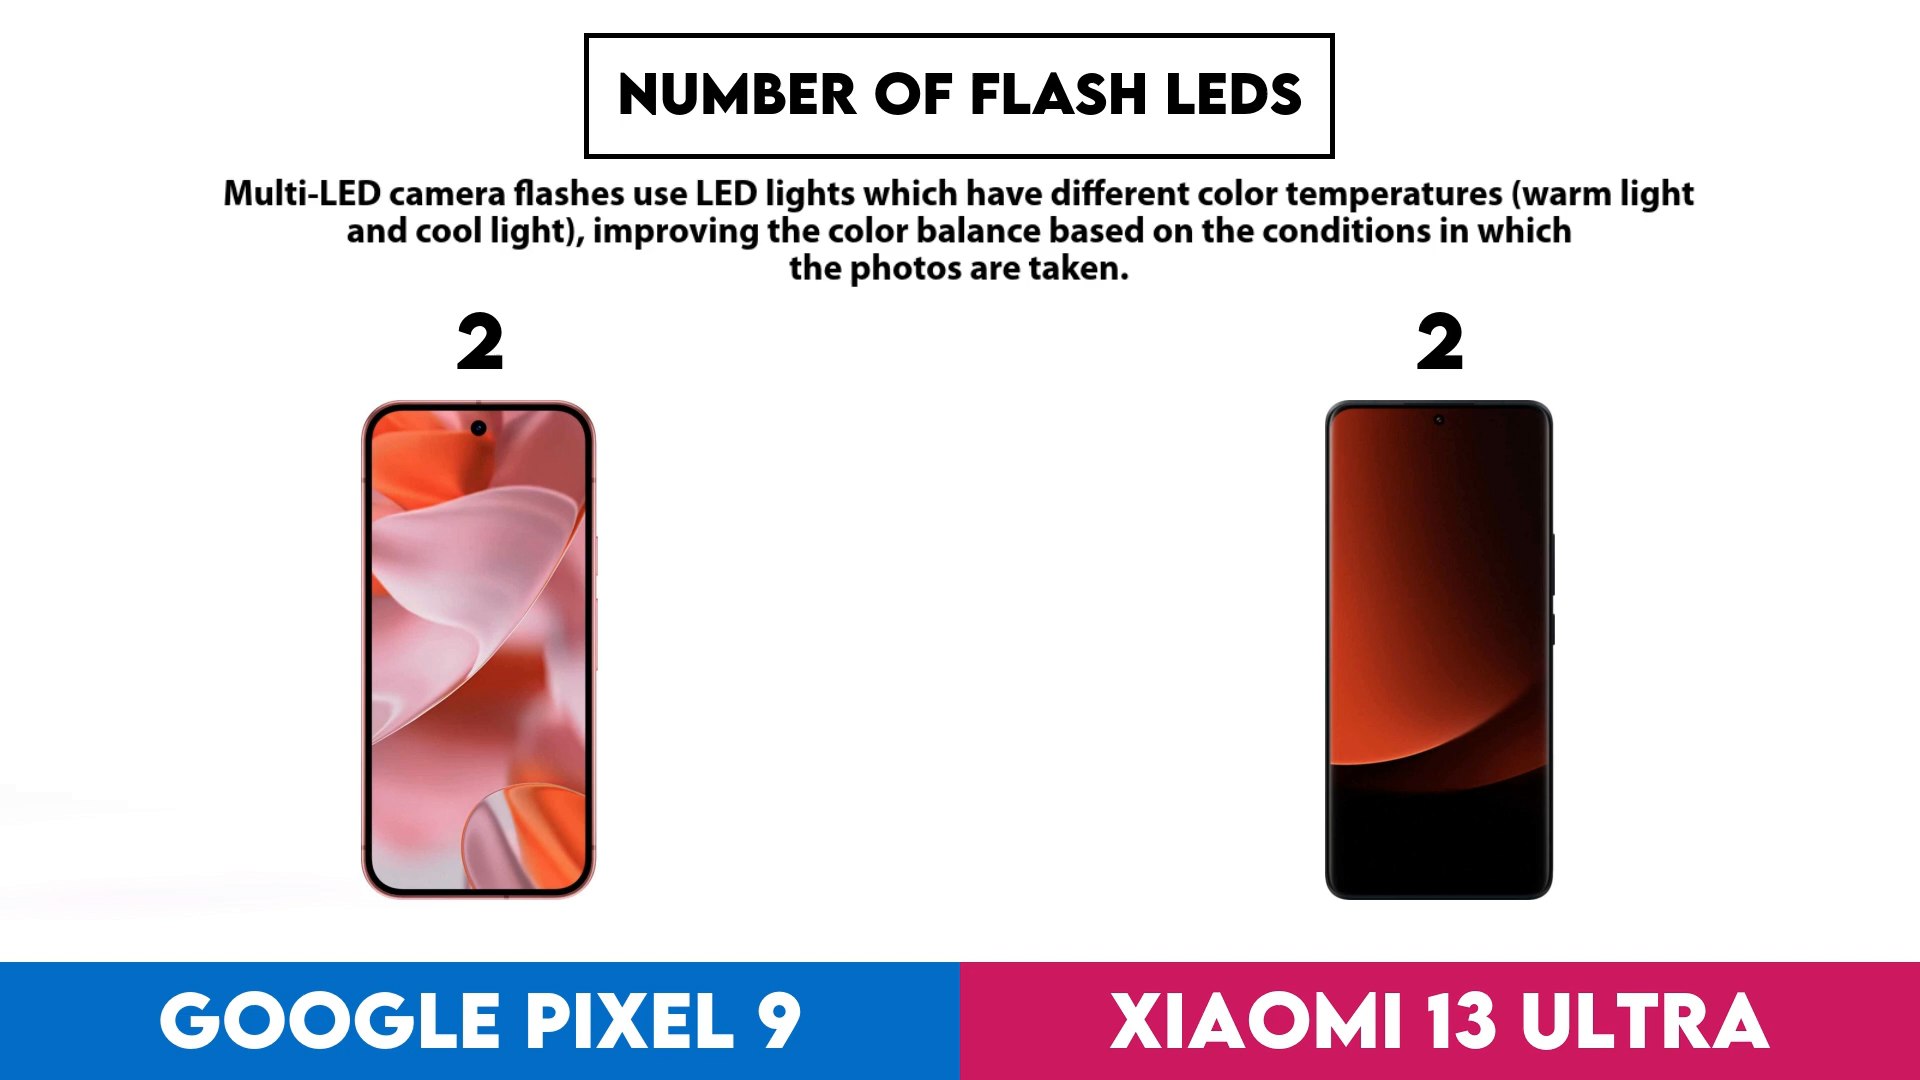 NUMBER OF FLASH LEDS
Multi-LED camera flashes use LED lights which have different color temperatures (warm light
and cool light), improving the color balance based on the conditions in which
the photos are taken.
2
2
GOOGLE PIXEL 9
XIAOMI 13 ULTRA